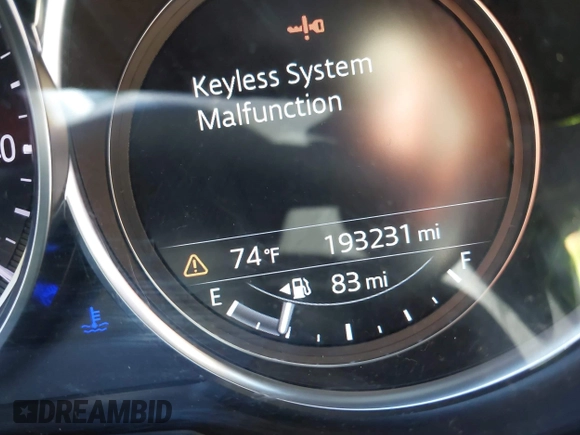 Keyless System
Malfunction
74°F 193231 mi
83 mi
E
F
DREAMBID